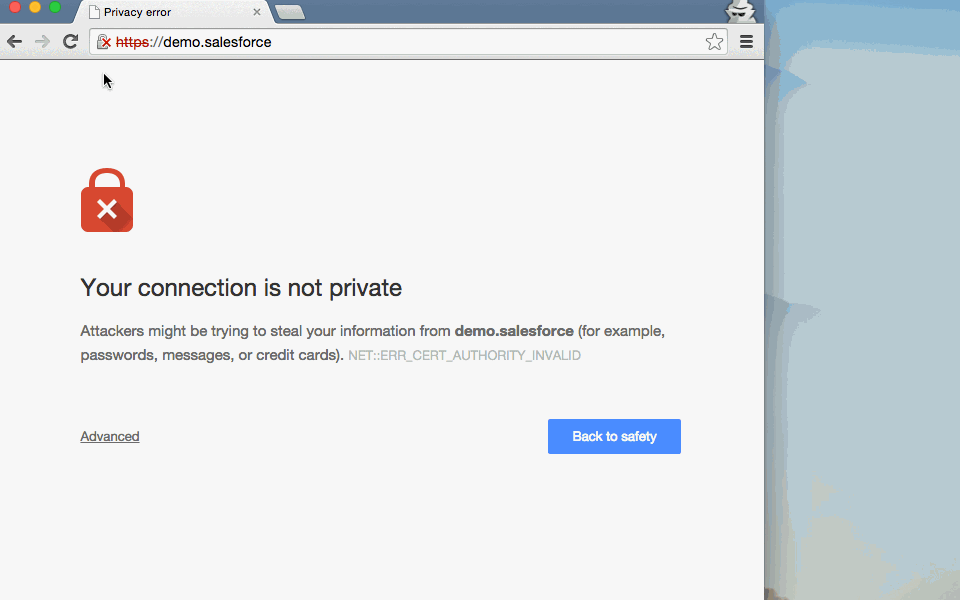 Privacy error
https://demo.salesforce
Your connection is not private
Attackers might be trying to steal your information from demo.salesforce (for example,
passwords, messages, or credit cards). NET::ERR_CERT_AUTHORITY_INVALID
Advanced
Back to safety